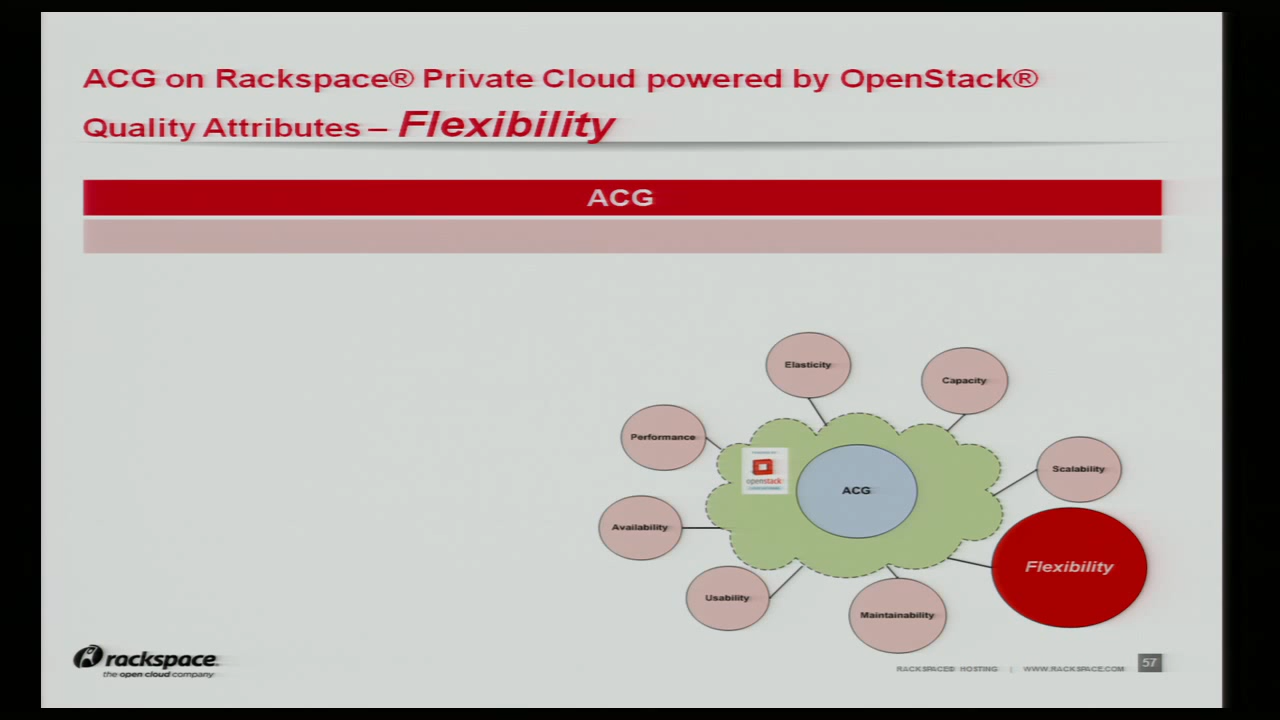 ACG on Rackspace® Private Cloud powered by OpenStack®
Quality Attributes – Flexibility
ACG
Elasticity
Capacity
Performance
Scalability
openstack
ACG
Availability
Flexibility
Usability
Maintainability
rackspace.
the open cloud company
RACKSPACE® HOSTING | WWW.RACKSPACE.COM
57